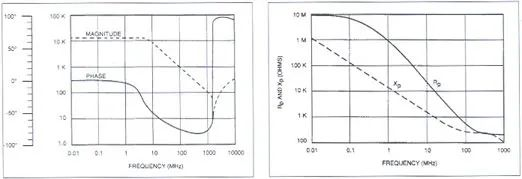 100°
50°
0°
-50°
-100°
100 K
10 K
1 K
100
10
1.0
MAGNITUDE
PHASE
0.01 0.1 1 10 100 1000 10000
FREQUENCY (MHz)
10 M
1 M
100 K
10 K
1 K
100
Rp AND Xp (OHMS)
Xp
Rp
0.01 0.1 1 10 100 1000
FREQUENCY (MHz)